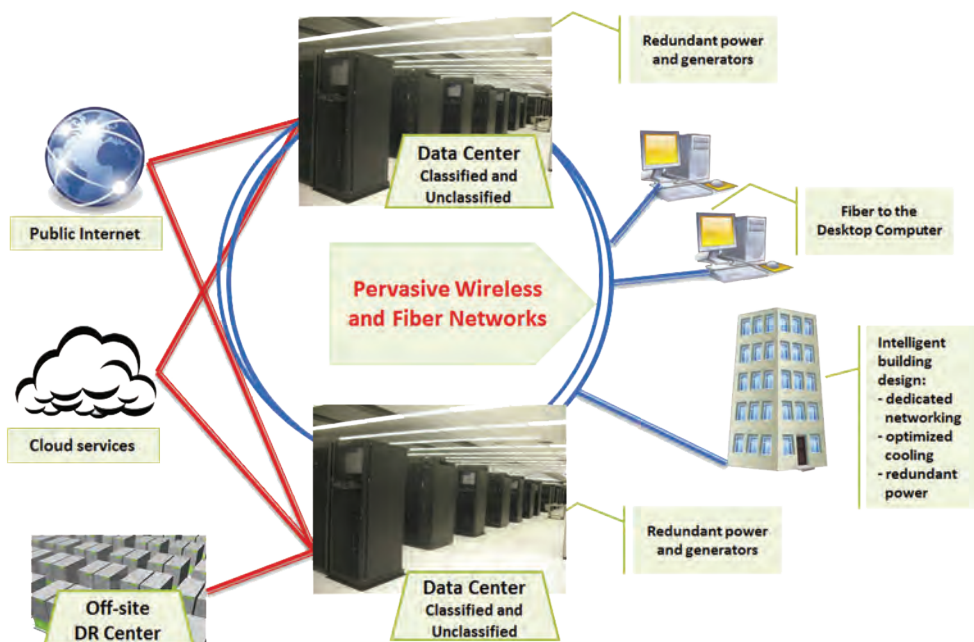 Redundant power
and generators
Data Center
Classified and
Unclassified
Public Internet
Fiber to the
Desktop Computer
Pervasive Wireless
and Fiber Networks
Intelligent
building
design:
- dedicated
networking
- optimized
cooling
- redundant
power
Cloud services
Redundant power
and generators
Data Center
Classified and
Unclassified
Off-site
DR Center